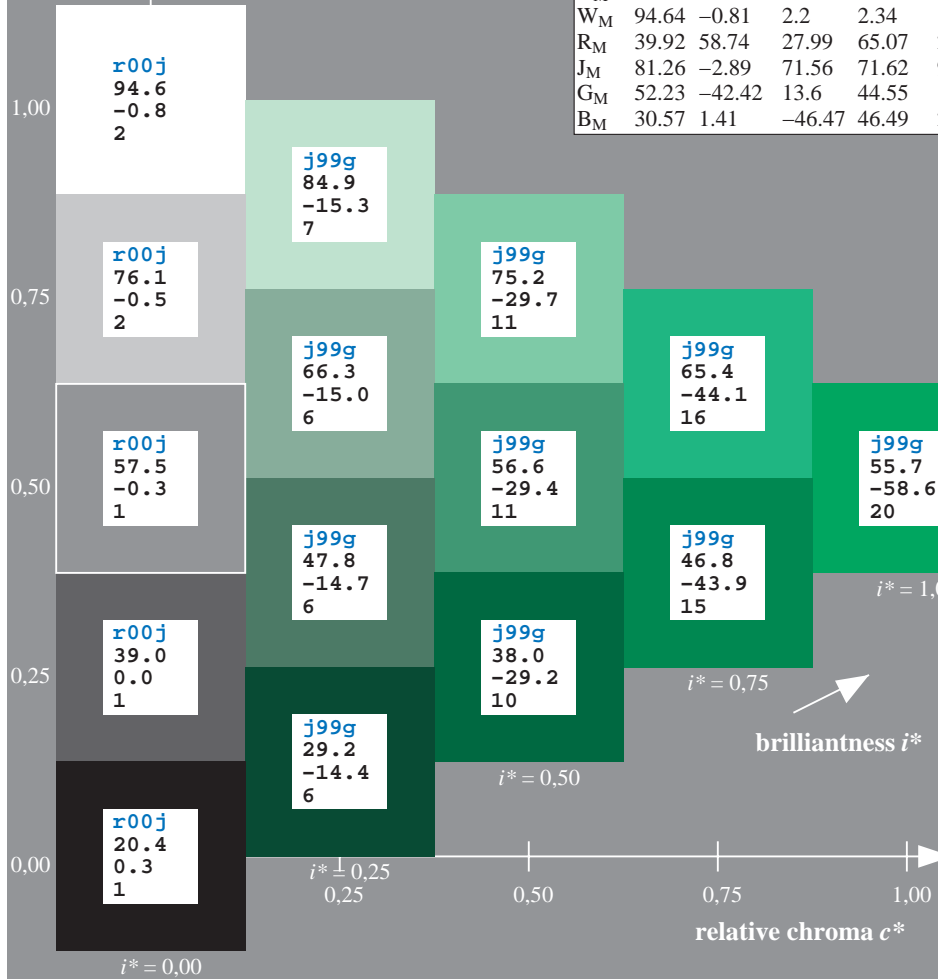 W_M 94.64 −0.81 2.2 2.34
R_M 39.92 58.74 27.99 65.07
J_M 81.26 −2.89 71.56 71.62
G_M 52.23 −42.42 13.6 44.55
B_M 30.57 1.41 −46.47 46.49
1,00
r00j
94.6
-0.8
2
j99g
84.9
-15.3
7
0,75
r00j
76.1
-0.5
2
j99g
75.2
-29.7
11
j99g
66.3
-15.0
6
j99g
65.4
-44.1
16
0,50
r00j
57.5
-0.3
1
j99g
56.6
-29.4
11
j99g
55.7
-58.6
20
j99g
47.8
-14.7
6
j99g
46.8
-43.9
15
i* = 1,0
0,25
r00j
39.0
0.0
1
j99g
38.0
-29.2
10
i* = 0,75
j99g
29.2
-14.4
6
brilliantness i*
i* = 0,50
0,00
r00j
20.4
0.3
1
i* = 0,25
0,25 0,50 0,75 1,00
relative chroma c*
i* = 0,00